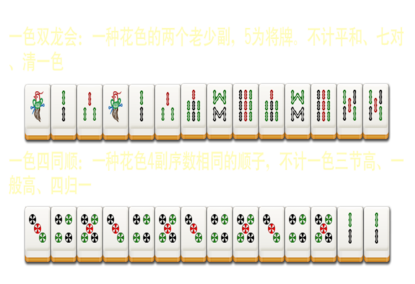 一色双龙会：一种花色的两个老少副，5为将牌。不计平和、七对
、清一色
一色四同顺：一种花色4副序数相同的顺子，不计一色三节高、一
般高、四归一